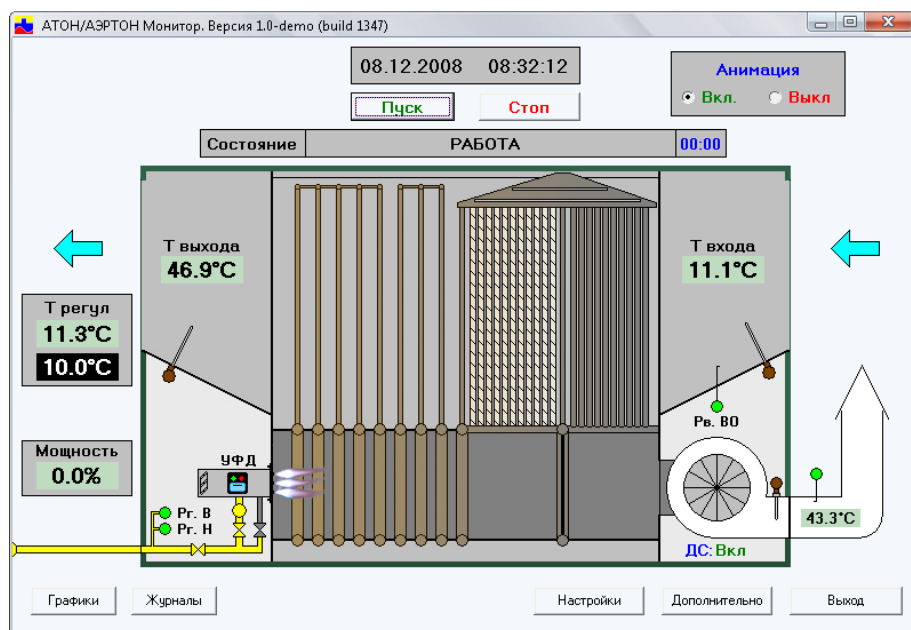 АТОН/АЭРТОН Монитор. Версия 1.0-demo (build 1347)
08.12.2008 08:32:12
Анимация
Вкл. Выкл
Пуск Стоп
Состояние РАБОТА 00:00
Т выхода
46.9°C
Т входа
11.1°C
Т регул
11.3°C
10.0°C
Рв. ВО
Мощность
0.0%
УФД
Рг. В
Рг. Н
43.3°C
ДС: Вкл
Графики Журналы Настройки Дополнительно Выход